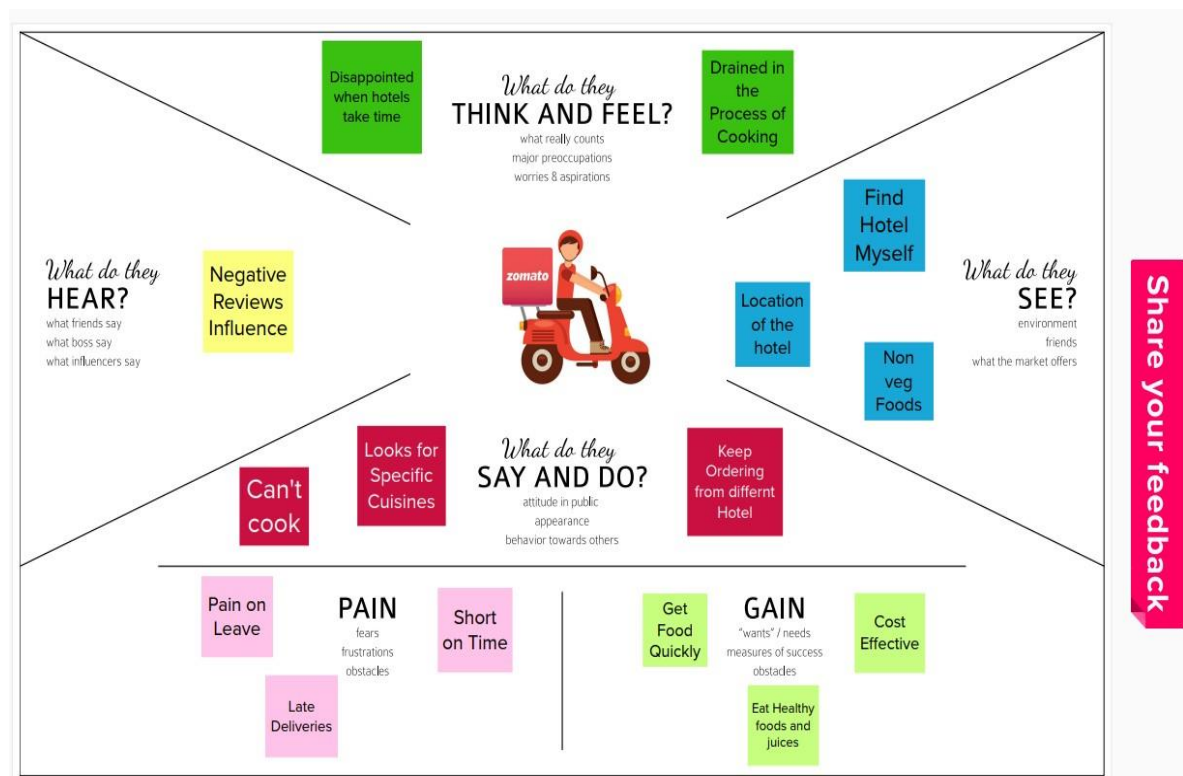 Disappointed
when hotels
take time
What do they
THINK AND FEEL?
what really counts
major preoccupations
worries & aspirations
Drained in
the
Process of
Cooking
What do they
HEAR?
what friends say
what boss say
what influencers say
Negative
Reviews
Influence
zomato
Find
Hotel
Myself
Location
of the
hotel
Non
veg
Foods
What do they
SEE?
environment
friends
what the market offers
Can't
cook
Looks for
Specific
Cuisines
What do they
SAY AND DO?
attitude in public
appearance
behavior towards others
Keep
Ordering
from differnt
Hotel
Pain on
Leave
PAIN
fears
frustrations
obstacles
Short
on Time
Late
Deliveries
Get
Food
Quickly
GAIN
"wants" / needs
measures of success
obstacles
Cost
Effective
Eat Healthy
foods and
juices
Share your feedback